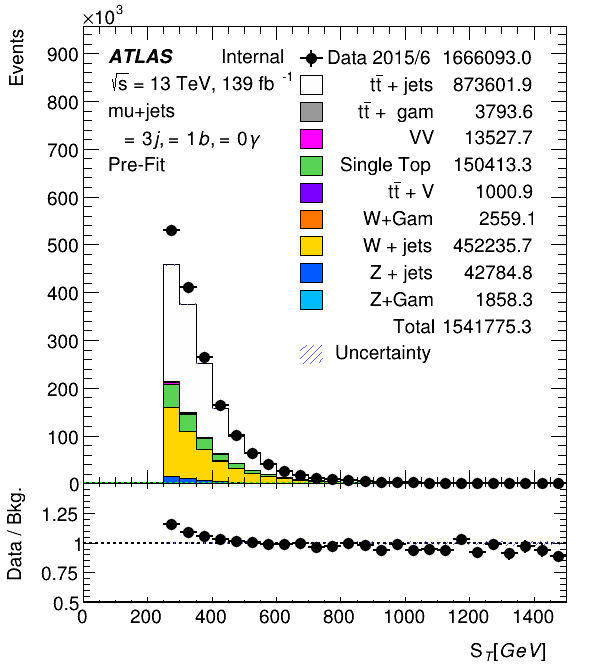 ×10³
Events
ATLAS Internal
√s = 13 TeV, 139 fb⁻¹
mu+jets
= 3j, = 1b, = 0γ
Pre-Fit
Data 2015/6 1666093.0
tt̄ + jets 873601.9
tt̄ + gam 3793.6
VV 13527.7
Single Top 150413.3
tt̄ + V 1000.9
W+Gam 2559.1
W + jets 452235.7
Z + jets 42784.8
Z+Gam 1858.3
Total 1541775.3
Uncertainty
900
800
700
600
500
400
300
200
100
0
Data / Bkg.
1.25
1
0.75
0.5
0 200 400 600 800 1000 1200 1400
S_T[GeV]